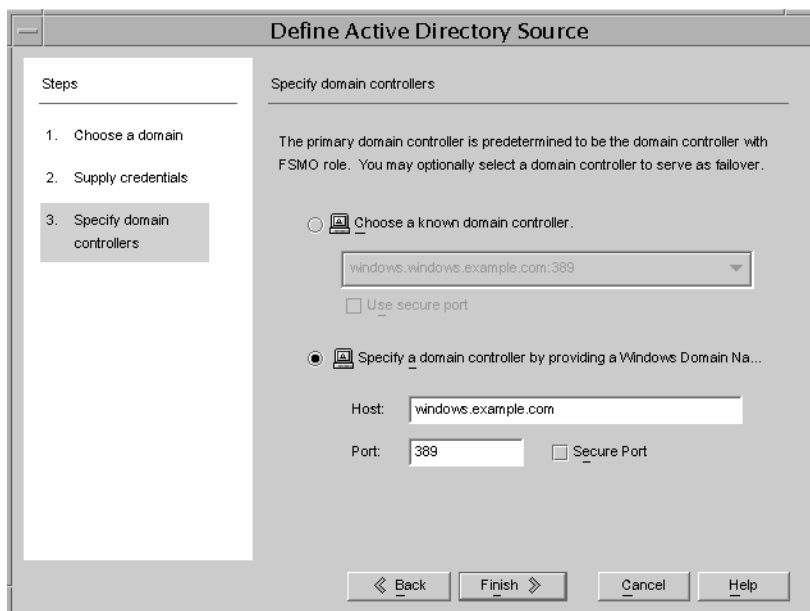 Define Active Directory Source
Steps
1. Choose a domain
2. Supply credentials
3. Specify domain
controllers
Specify domain controllers
The primary domain controller is predetermined to be the domain controller with
FSMO role. You may optionally select a domain controller to serve as failover.
Choose a known domain controller.
windows.windows.example.com:389
Use secure port
Specify a domain controller by providing a Windows Domain Na...
Host: windows.example.com
Port: 389 Secure Port
Back Finish Cancel Help